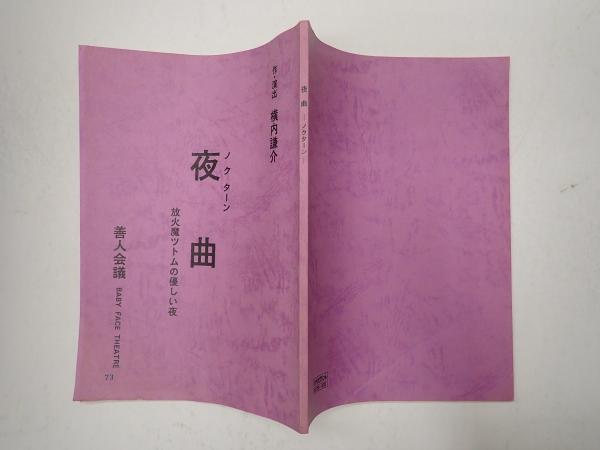 作・演出　横内謙介
ノクターン
夜曲
放火魔ツトムの優しい夜
善人会議 BABY FACE THEATRE
73
夜曲 ―ノクターン―